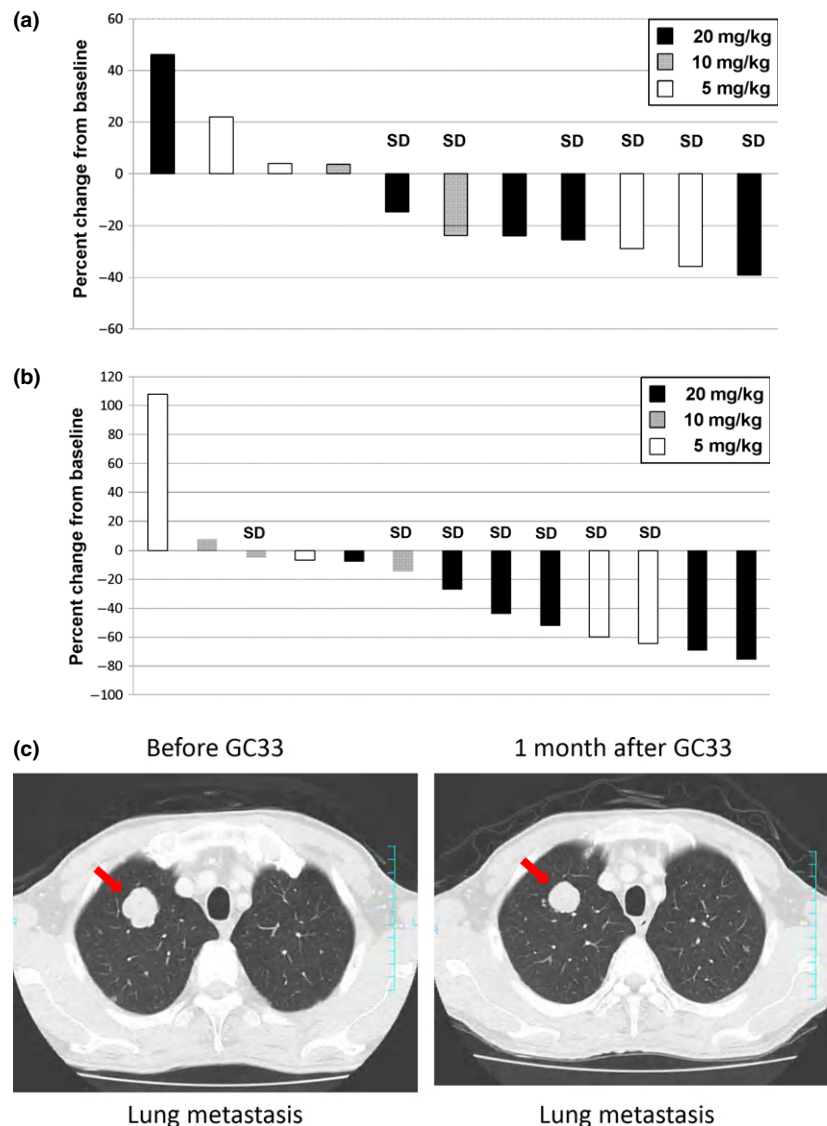 (a)
60
40
20
0
−20
−40
−60
Percent change from baseline
20 mg/kg
10 mg/kg
5 mg/kg
SD SD SD SD SD SD
(b)
120
100
80
60
40
20
0
−20
−40
−60
−80
−100
Percent change from baseline
20 mg/kg
10 mg/kg
5 mg/kg
SD SD SD SD SD SD SD
(c)
Before GC33 1 month after GC33
Lung metastasis Lung metastasis